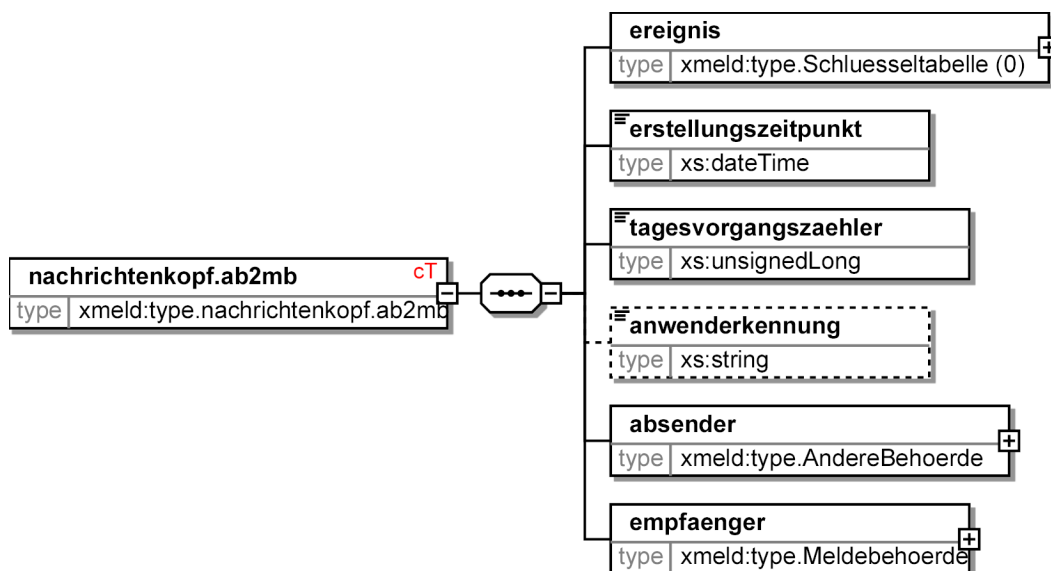 ereignis
type xmeld:type.Schluesseltabelle (0)
erstellungszeitpunkt
type xs:dateTime
tagesvorgangszaehler
type xs:unsignedLong
nachrichtenkopf.ab2mb cT
type xmeld:type.nachrichtenkopf.ab2mb
anwenderkennung
type xs:string
absender
type xmeld:type.AndereBehoerde
empfaenger
type xmeld:type.Meldebehoerde